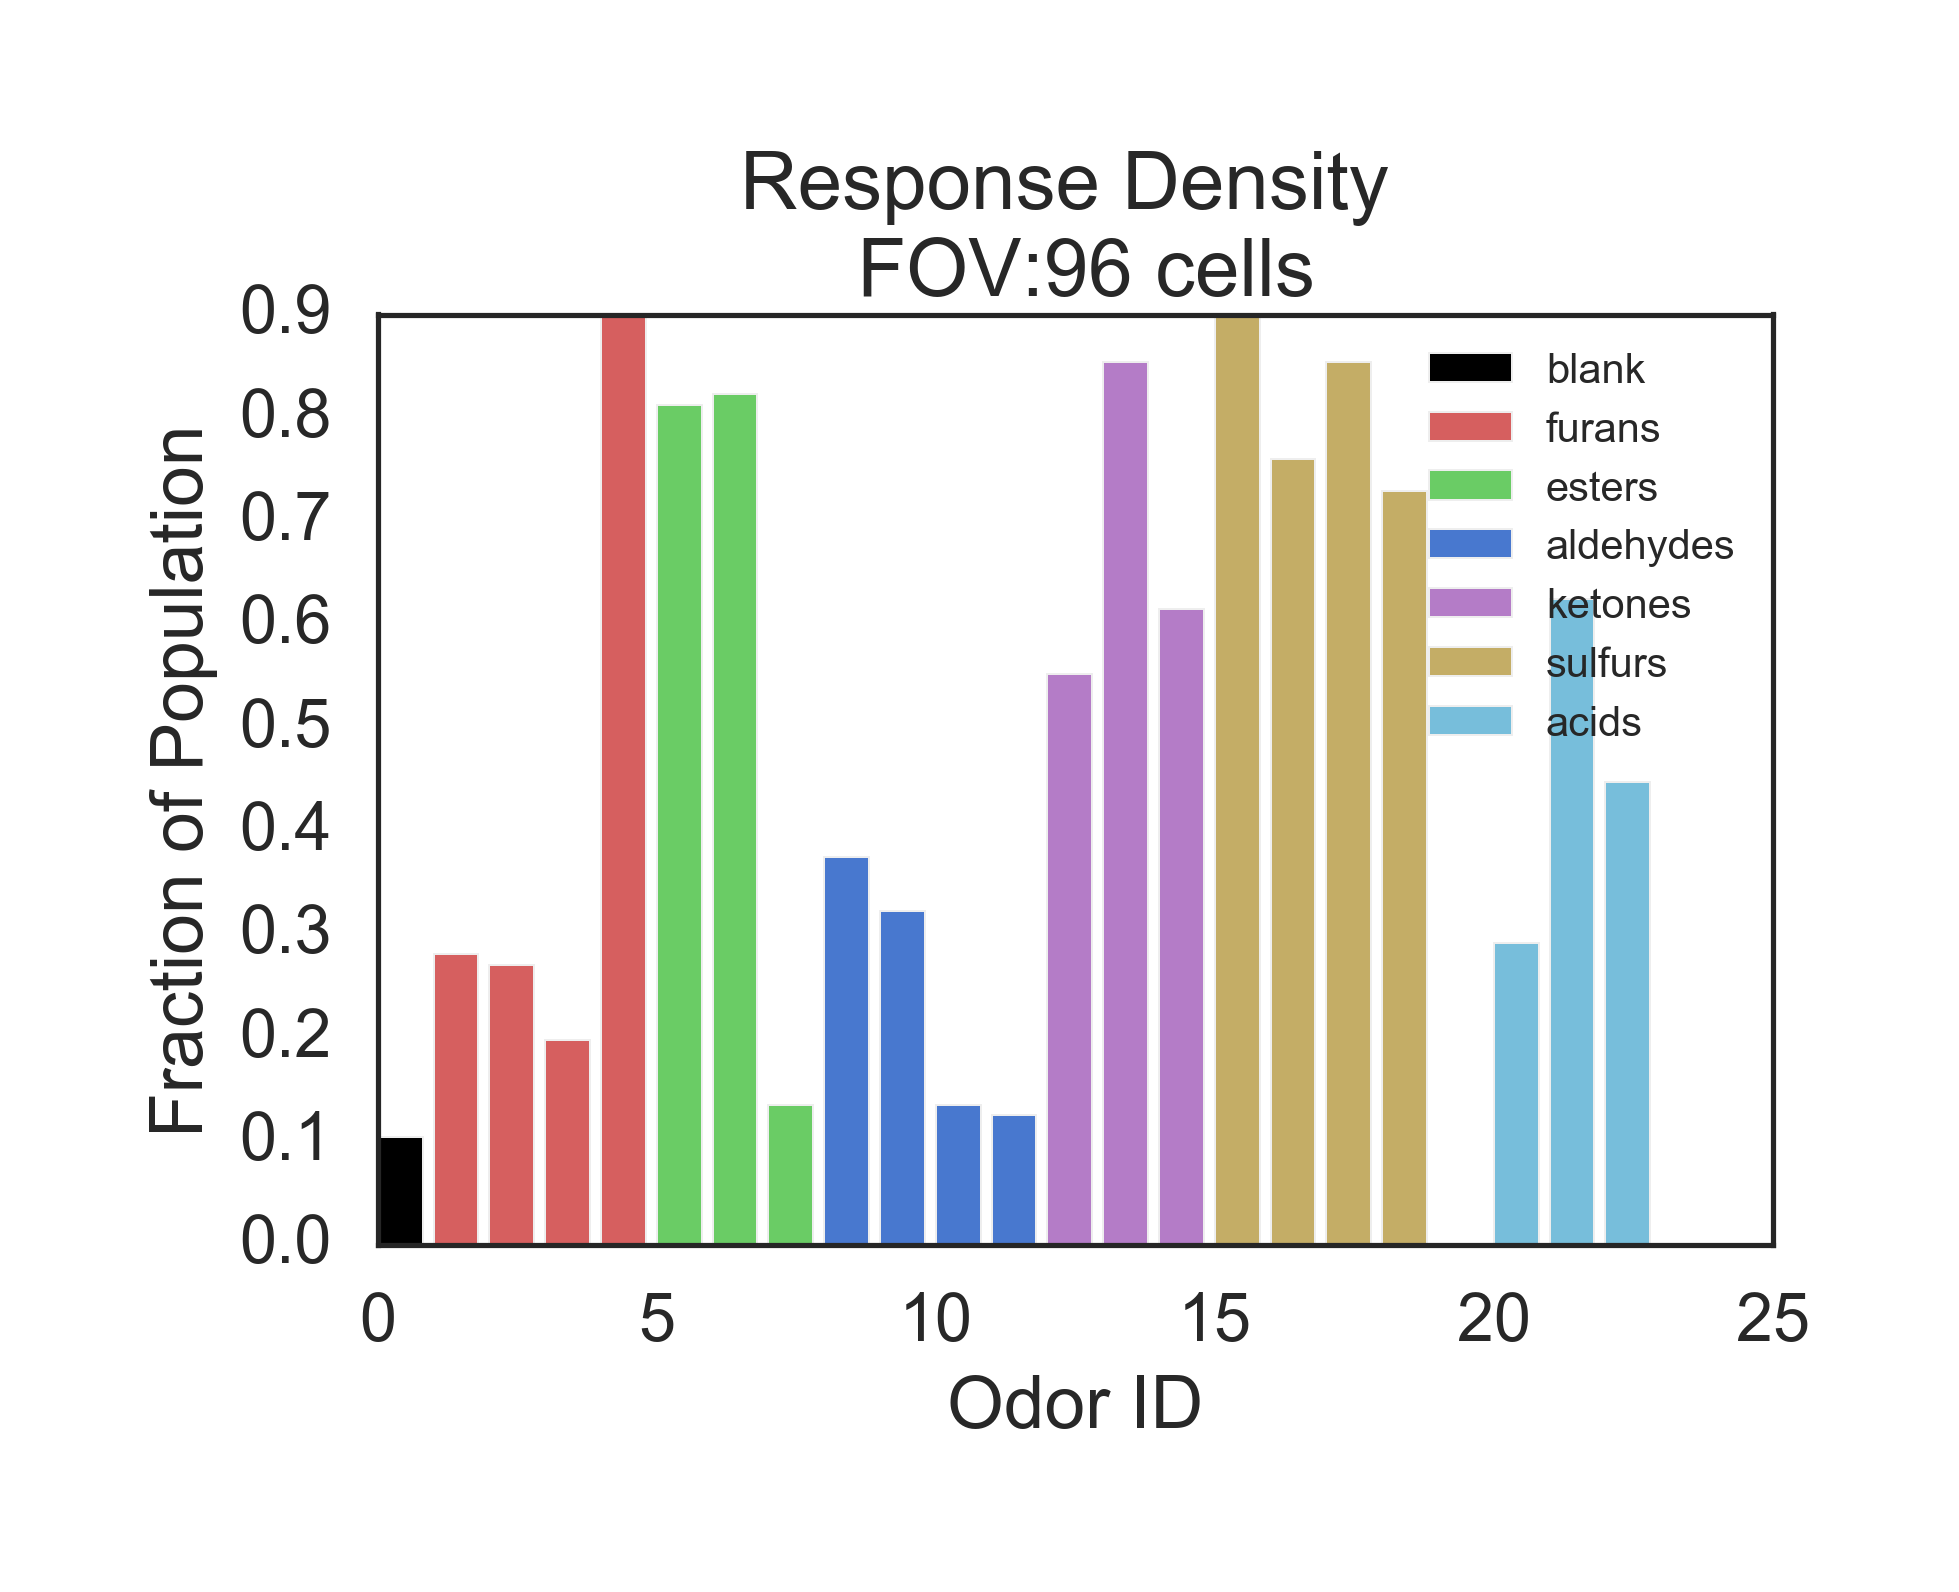 Response Density
FOV:96 cells
0.9
0.8
0.7
0.6
0.5
0.4
0.3
0.2
0.1
0.0
Fraction of Population
blank
furans
esters
aldehydes
ketones
sulfurs
acids
0 5 10 15 20 25
Odor ID